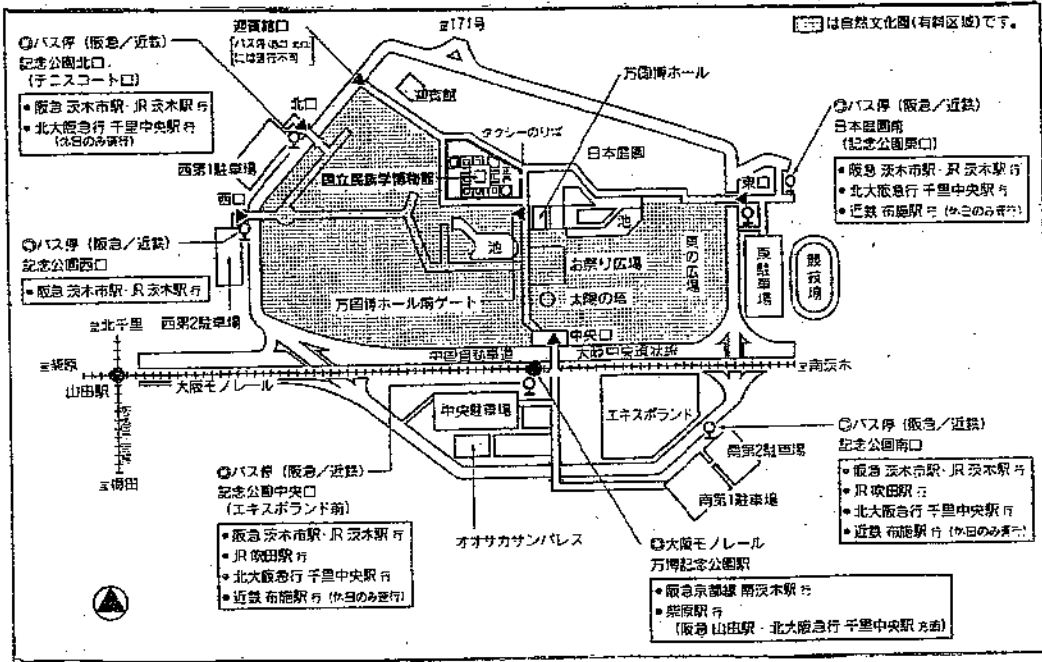 は自然文化園(有料区域)です。
至171号
迎賓館口
バス停(西口・北口)
には通行不可
◎バス停 (阪急/近鉄)
記念公園北口
(テニスコート口)
• 阪急 茨木市駅・JR 茨木駅 行
• 北大阪急行 千里中央駅 行
(休日のみ運行)
万国博ホール
迎賓館
北口
タクシーのりば
日本庭園
◎バス停 (阪急/近鉄)
日本庭園前
(記念公園東口)
• 阪急 茨木市駅・JR 茨木駅 行
• 北大阪急行 千里中央駅 行
• 近鉄 布施駅 行 (休日のみ運行)
西第1駐車場
国立民族学博物館
東口
西口
池
池
お祭り広場
東の広場
東駐車場
競技場
◎バス停 (阪急/近鉄)
記念公園西口
• 阪急 茨木市駅・JR 茨木駅 行
万国博ホール前ゲート
太陽の塔
西第2駐車場
中央口
至北千里
中国自動車道
大阪中央環状線
至柴原
山田駅
大阪モノレール
至南茨木
至梅田
中央駐車場
エキスポランド
南第2駐車場
南第1駐車場
オオサカサンパレス
◎バス停 (阪急/近鉄)
記念公園中央口
(エキスポランド前)
• 阪急 茨木市駅・JR 茨木駅 行
• JR 吹田駅 行
• 北大阪急行 千里中央駅 行
• 近鉄 布施駅 行 (休日のみ運行)
◎バス停 (阪急/近鉄)
記念公園南口
• 阪急 茨木市駅・JR 茨木駅 行
• JR 吹田駅 行
• 北大阪急行 千里中央駅 行
• 近鉄 布施駅 行 (休日のみ運行)
◎大阪モノレール
万博記念公園駅
• 阪急京都線 南茨木駅 行
• 柴原駅 行
(阪急 山田駅・北大阪急行 千里中央駅 方面)